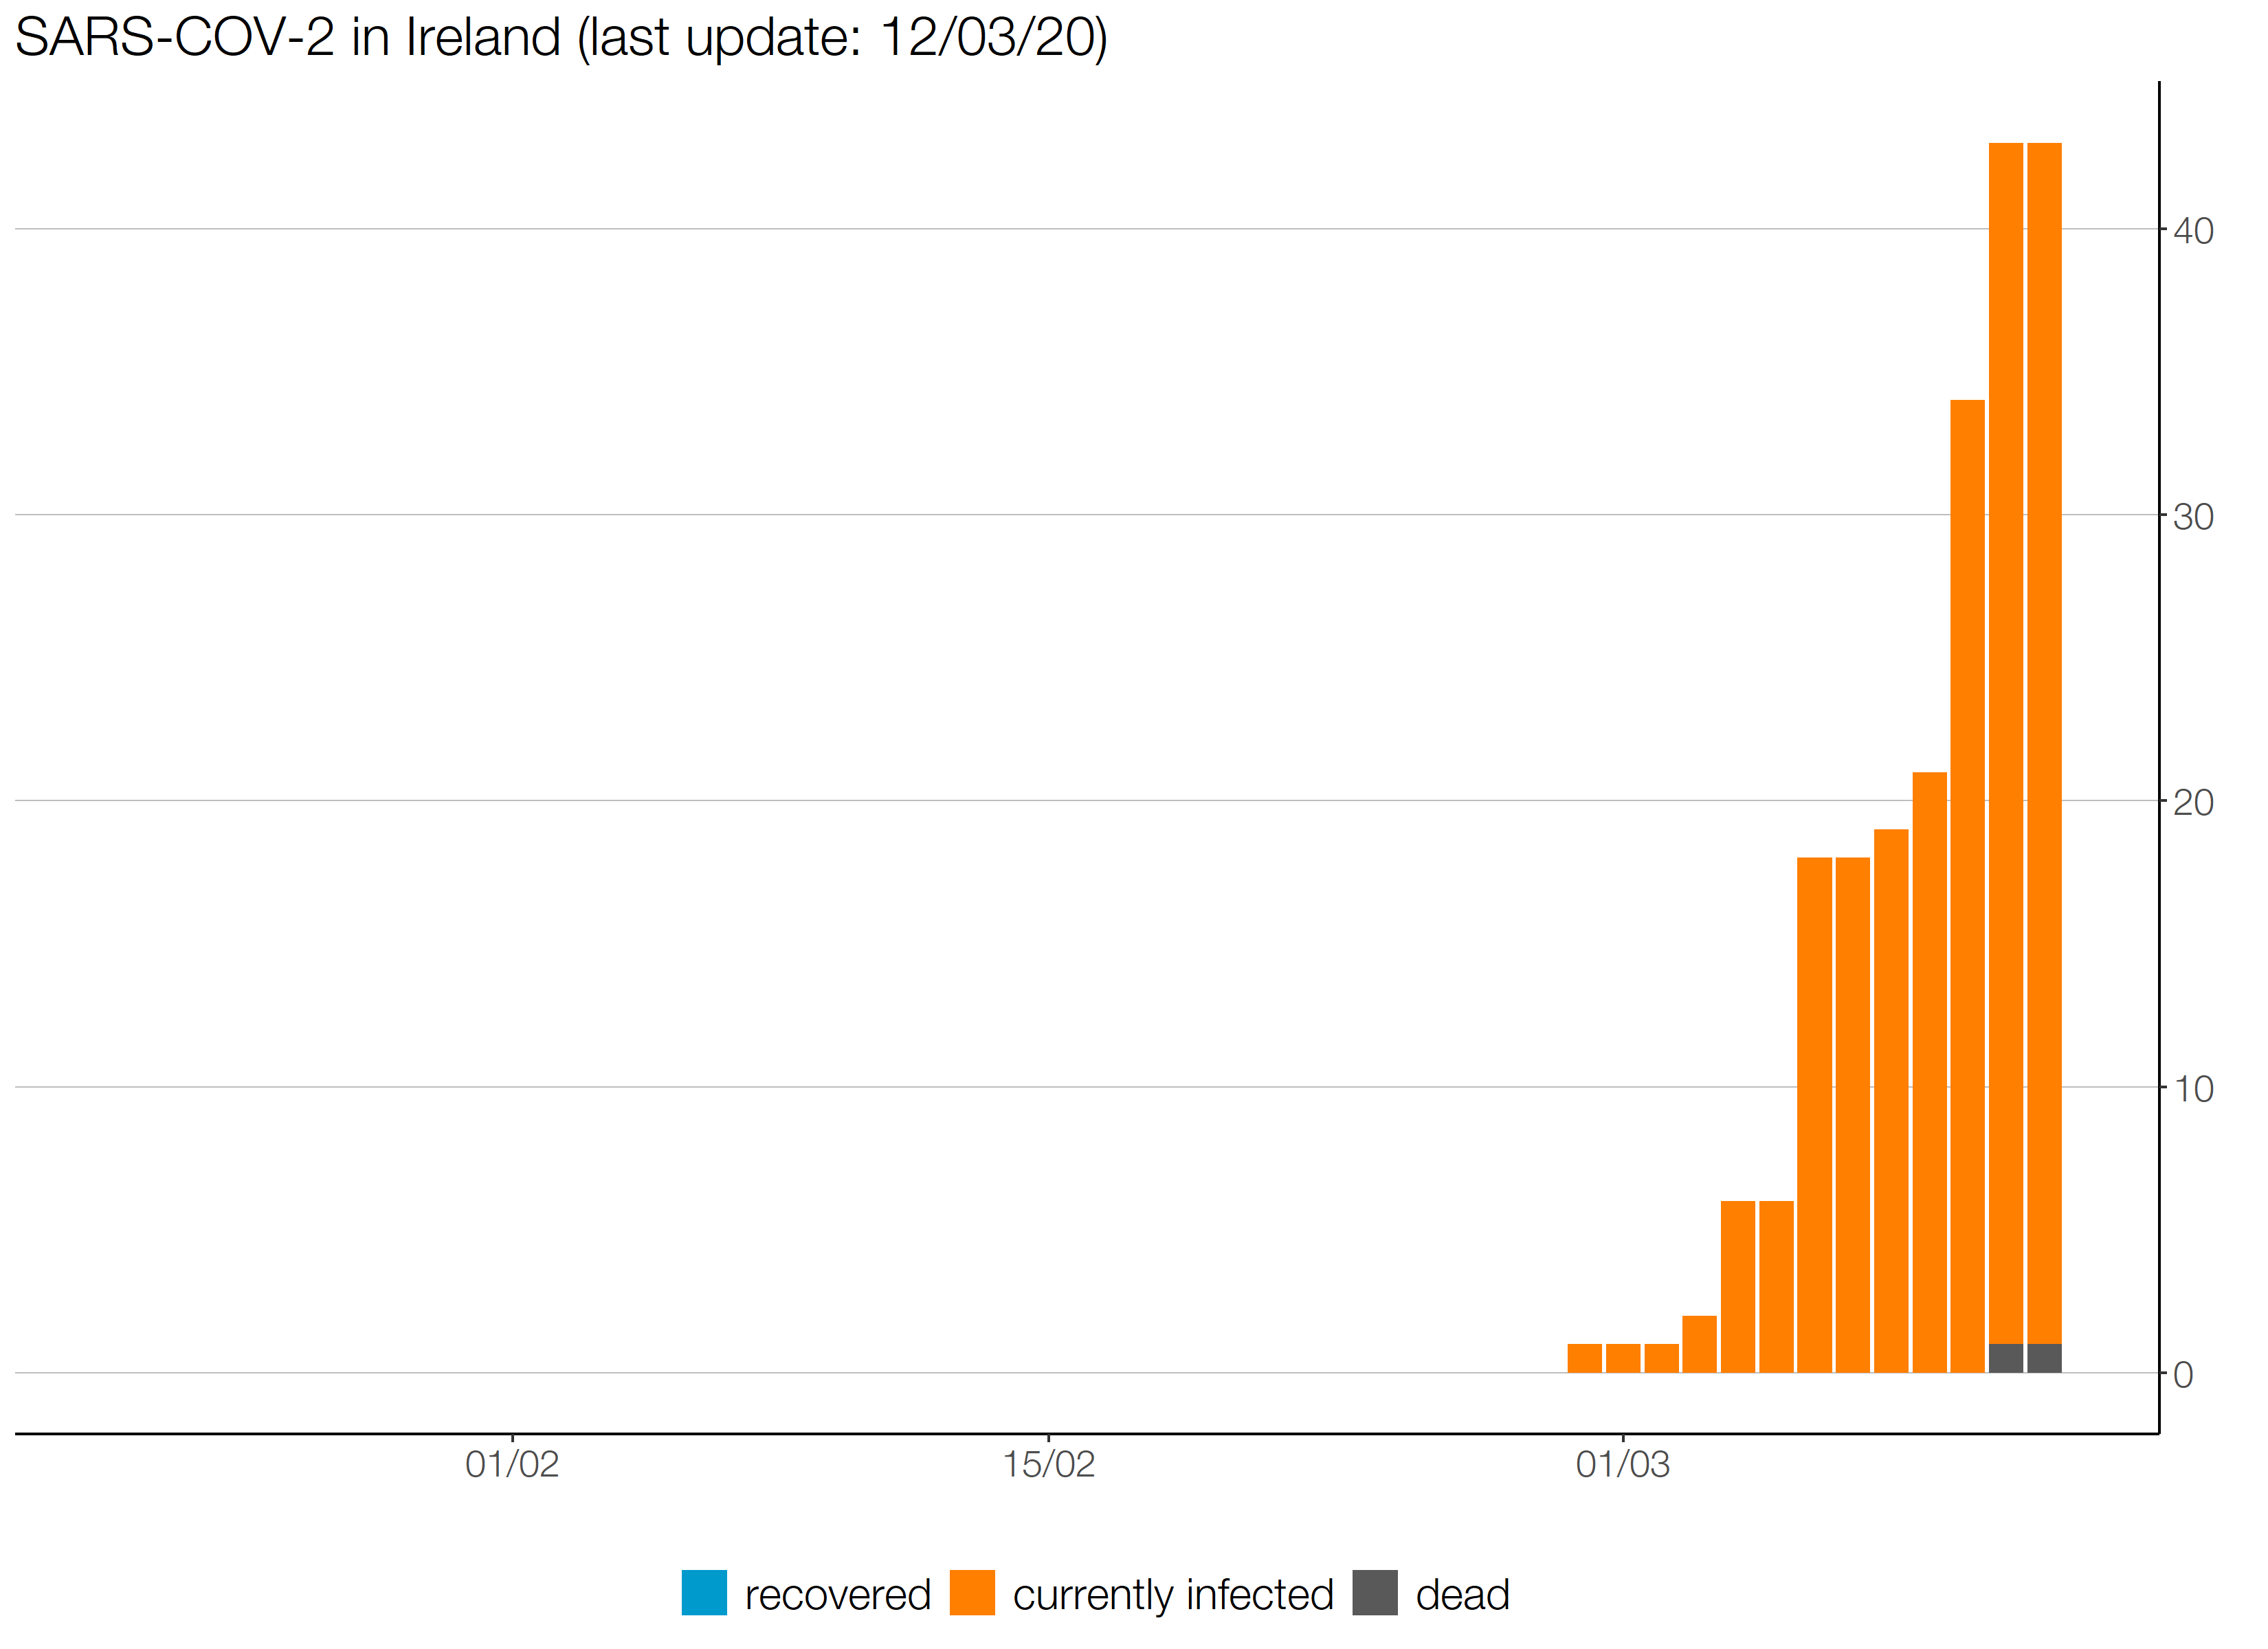 SARS-COV-2 in Ireland (last update: 12/03/20)
40
30
20
10
0
01/02 15/02 01/03
recovered currently infected dead